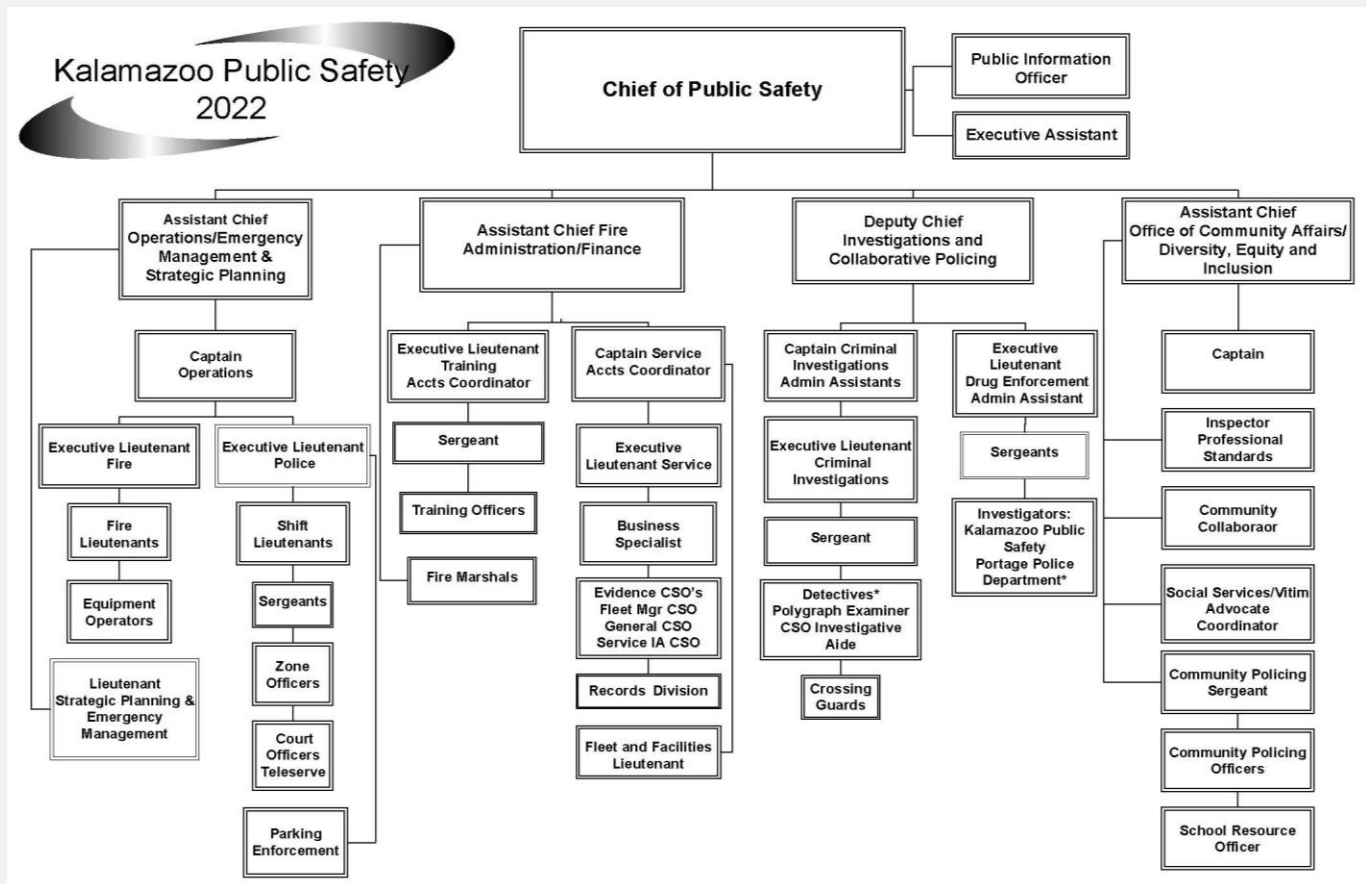 Kalamazoo Public Safety
2022
Chief of Public Safety
Public Information
Officer
Executive Assistant
Assistant Chief
Operations/Emergency
Management &
Strategic Planning
Assistant Chief Fire
Administration/Finance
Deputy Chief
Investigations and
Collaborative Policing
Assistant Chief
Office of Community Affairs/
Diversity, Equity and
Inclusion
Captain
Operations
Executive Lieutenant
Training
Accts Coordinator
Captain Service
Accts Coordinator
Captain Criminal
Investigations
Admin Assistants
Executive
Lieutenant
Drug Enforcement
Admin Assistant
Captain
Executive Lieutenant
Fire
Executive Lieutenant
Police
Sergeant
Executive
Lieutenant Service
Executive Lieutenant
Criminal
Investigations
Sergeants
Inspector
Professional
Standards
Fire
Lieutenants
Shift
Lieutenants
Training Officers
Business
Specialist
Sergeant
Investigators:
Kalamazoo Public
Safety
Portage Police
Department*
Community
Collaboraor
Equipment
Operators
Sergeants
Fire Marshals
Evidence CSO's
Fleet Mgr CSO
General CSO
Service IA CSO
Detectives*
Polygraph Examiner
CSO Investigative
Aide
Social Services/Vitim
Advocate
Coordinator
Lieutenant
Strategic Planning &
Emergency
Management
Zone
Officers
Records Division
Crossing
Guards
Community Policing
Sergeant
Court
Officers
Teleserve
Fleet and Facilities
Lieutenant
Community Policing
Officers
Parking
Enforcement
School Resource
Officer